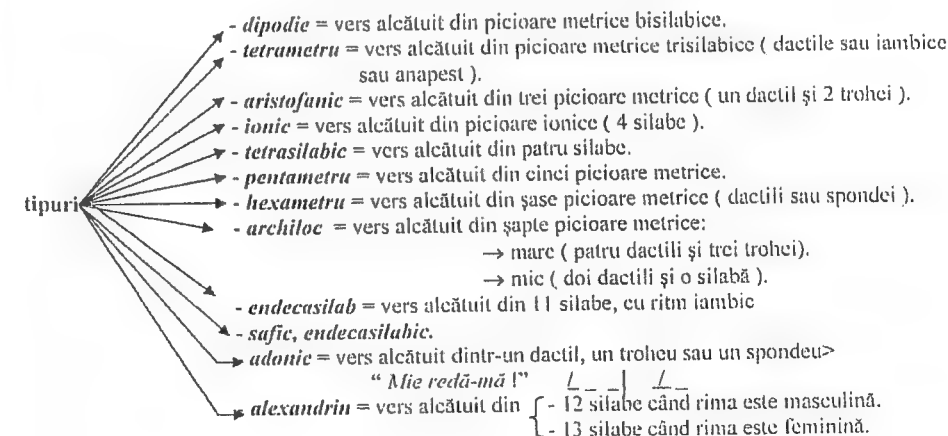 - dipodie = vers alcătuit din picioare metrice bisilabice.
- tetrametru = vers alcătuit din picioare metrice trisilabice ( dactile sau iambice
sau anapest ).
- aristofanic = vers alcătuit din trei picioare metrice ( un dactil şi 2 trohei ).
- ionic = vers alcătuit din picioare ionice ( 4 silabe ).
- tetrasilabic = vers alcătuit din patru silabe.
- pentametru = vers alcătuit din cinci picioare metrice.
tipuri - hexametru = vers alcătuit din şase picioare metrice ( dactili sau spondei ).
- archiloc = vers alcătuit din şapte picioare metrice:
→ mare ( patru dactili şi trei trohei).
→ mic ( doi dactili şi o silabă ).
- endecasilab = vers alcătuit din 11 silabe, cu ritm iambic
- safic, endecasilabic.
adonic = vers alcătuit dintr-un dactil, un troheu sau un spondeu>
“ Mie redă-mă !” /_ _ _| /_ _
alexandrin = vers alcătuit din { - 12 silabe când rima este masculină.
- 13 silabe când rima este feminină.